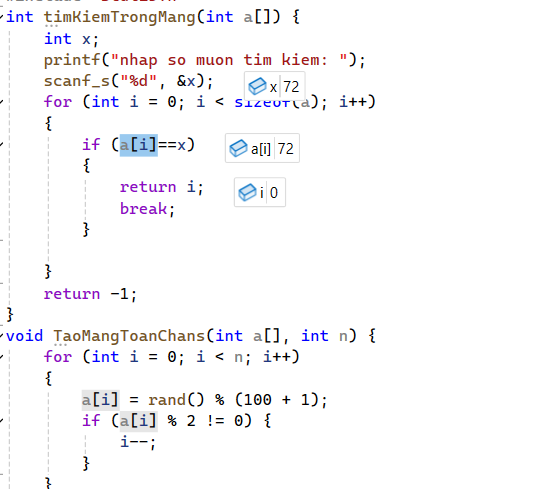 int timKiemTrongMang(int a[]) {
int x;
printf("nhap so muon tim kiem: ");
scanf_s("%d", &x);
x 72
for (int i = 0; i < sizeof(a); i++)
{
if (a[i]==x)
a[i] 72
{
return i;
i 0
break;
}
}
return -1;
}
void TaoMangToanChans(int a[], int n) {
for (int i = 0; i < n; i++)
{
a[i] = rand() % (100 + 1);
if (a[i] % 2 != 0) {
i--;
}
}